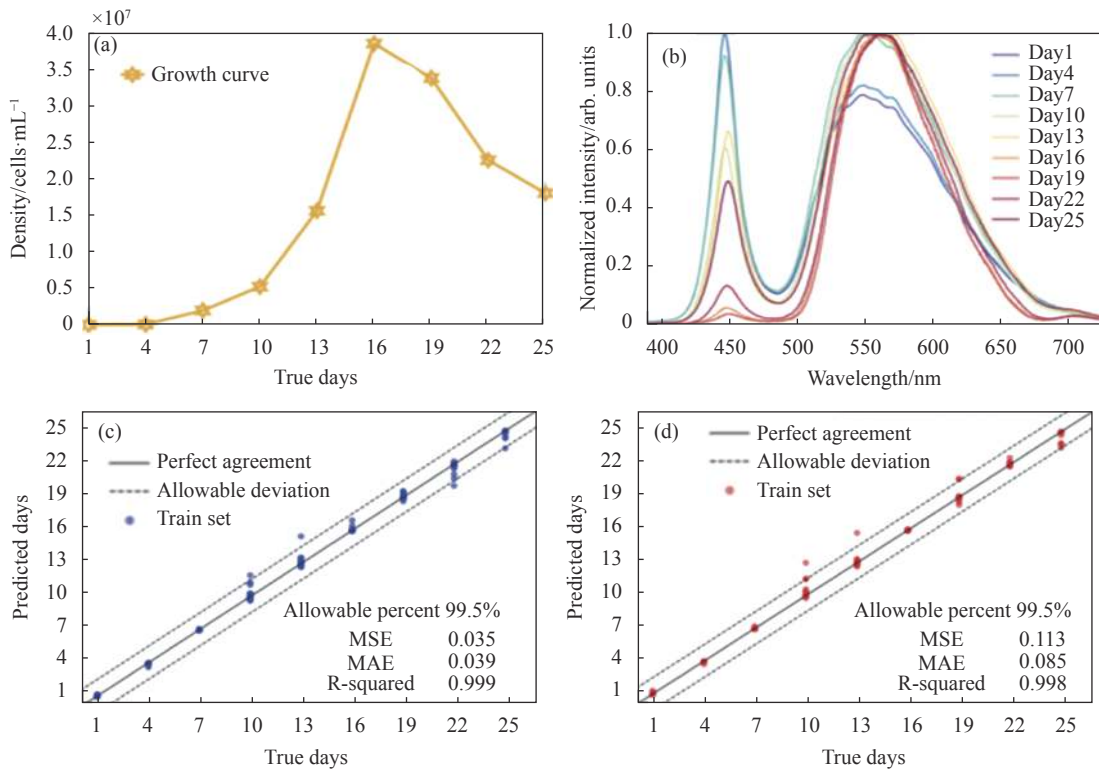 ×10⁷
(a)
Growth curve
Density/cells·mL⁻¹
4.0
3.5
3.0
2.5
2.0
1.5
1.0
0.5
0
1 4 7 10 13 16 19 22 25
True days
(b)
Day1
Day4
Day7
Day10
Day13
Day16
Day19
Day22
Day25
Normalized intensity/arb. units
1.0
0.8
0.6
0.4
0.2
0
400 450 500 550 600 650 700
Wavelength/nm
(c)
Perfect agreement
Allowable deviation
Train set
Allowable percent 99.5%
MSE 0.035
MAE 0.039
R-squared 0.999
Predicted days
25
22
19
16
13
10
7
4
1
1 4 7 10 13 16 19 22 25
True days
(d)
Perfect agreement
Allowable deviation
Train set
Allowable percent 99.5%
MSE 0.113
MAE 0.085
R-squared 0.998
Predicted days
25
22
19
16
13
10
7
4
1
1 4 7 10 13 16 19 22 25
True days